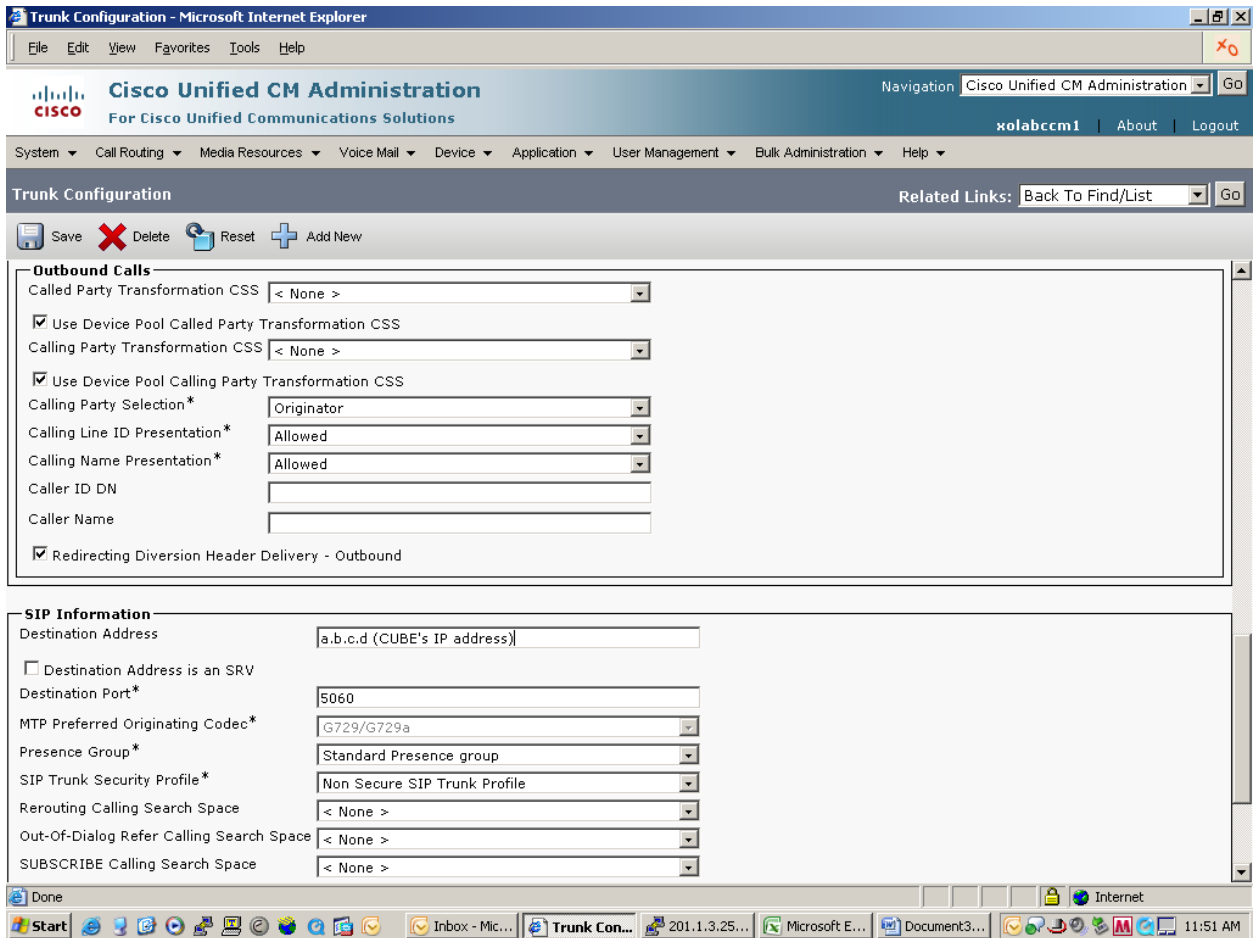 Trunk Configuration - Microsoft Internet Explorer
File Edit View Favorites Tools Help
XO
cisco
Cisco Unified CM Administration
For Cisco Unified Communications Solutions
Navigation Cisco Unified CM Administration Go
xolabccm1 | About | Logout
System Call Routing Media Resources Voice Mail Device Application User Management Bulk Administration Help
Trunk Configuration
Related Links: Back To Find/List Go
Save Delete Reset Add New
Outbound Calls
Called Party Transformation CSS < None >
Use Device Pool Called Party Transformation CSS
Calling Party Transformation CSS < None >
Use Device Pool Calling Party Transformation CSS
Calling Party Selection* Originator
Calling Line ID Presentation* Allowed
Calling Name Presentation* Allowed
Caller ID DN
Caller Name
Redirecting Diversion Header Delivery - Outbound
SIP Information
Destination Address a.b.c.d (CUBE's IP address)
Destination Address is an SRV
Destination Port* 5060
MTP Preferred Originating Codec* G729/G729a
Presence Group* Standard Presence group
SIP Trunk Security Profile* Non Secure SIP Trunk Profile
Rerouting Calling Search Space < None >
Out-Of-Dialog Refer Calling Search Space < None >
SUBSCRIBE Calling Search Space < None >
Done Internet
Start Inbox - Mic... Trunk Con... 201.1.3.25... Microsoft E... Document3... 11:51 AM